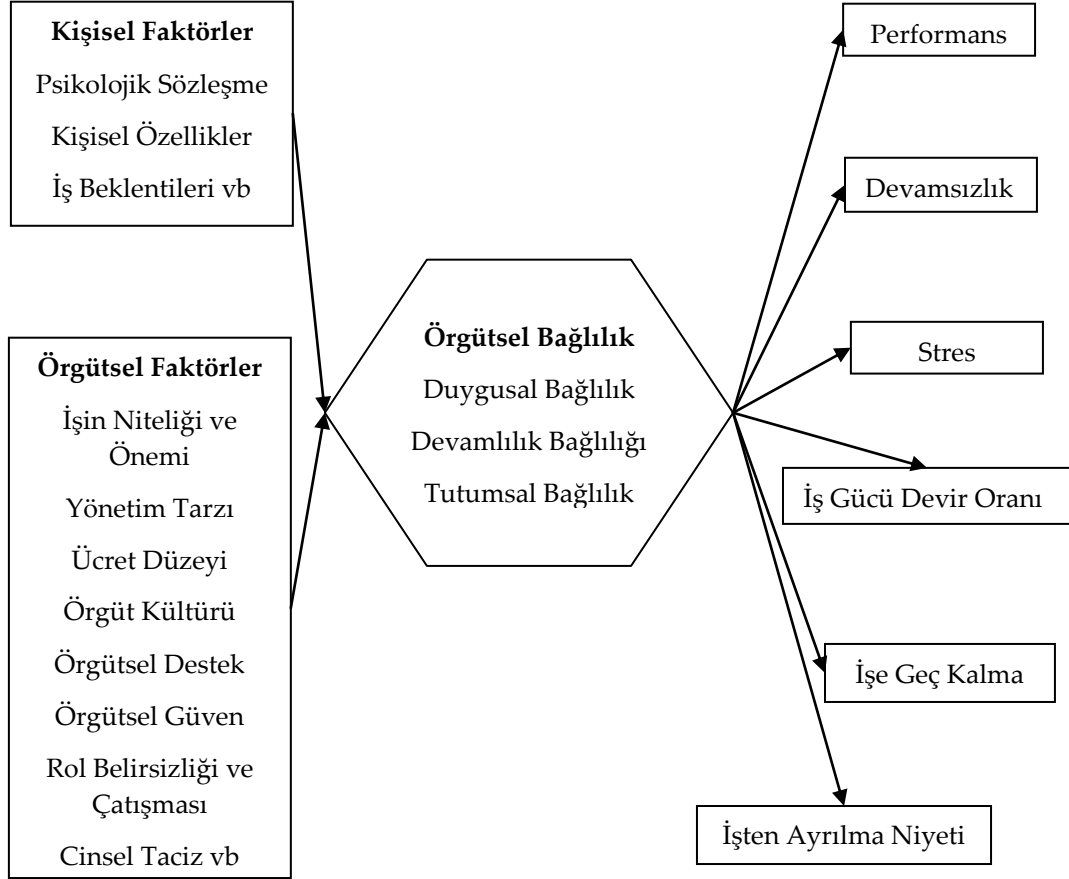 Kişisel Faktörler
Psikolojik Sözleşme
Kişisel Özellikler
İş Beklentileri vb
Örgütsel Faktörler
İşin Niteliği ve
Önemi
Yönetim Tarzı
Ücret Düzeyi
Örgüt Kültürü
Örgütsel Destek
Örgütsel Güven
Rol Belirsizliği ve
Çatışması
Cinsel Taciz vb
Örgütsel Bağlılık
Duygusal Bağlılık
Devamlılık Bağlılığı
Tutumsal Bağlılık
Performans
Devamsızlık
Stres
İş Gücü Devir Oranı
İşe Geç Kalma
İşten Ayrılma Niyeti